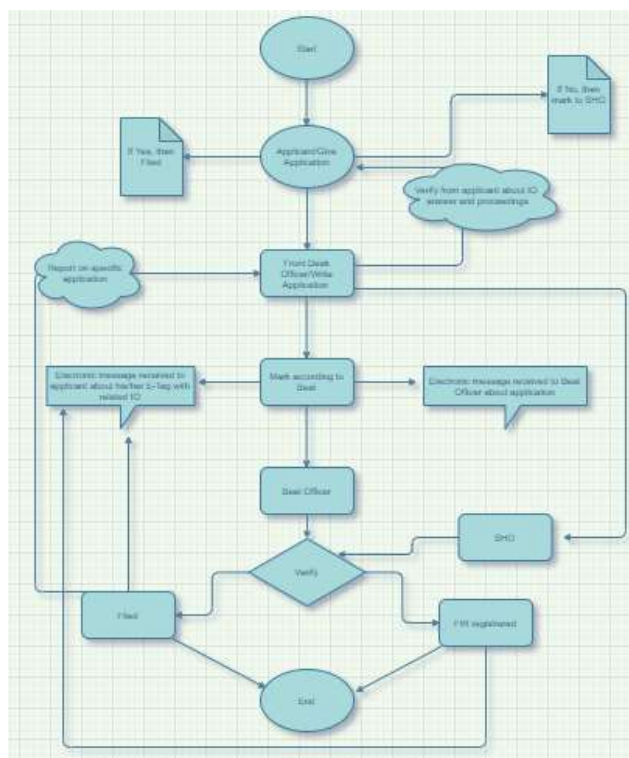 Start
If No, then
mark to SHO
If Yes, then
Filed
Applicant/Give
Application
Verify from applicant about IO
answer and proceedings
Report on specific
application
Front Desk
Officer/Write
Application
Electronic message received to
applicant about his/her E-Tag with
related IO
Mark according to
Beat
Electronic message received to Beat
Officer about application
Beat Officer
SHO
Verify
Filed
FIR registrared
End